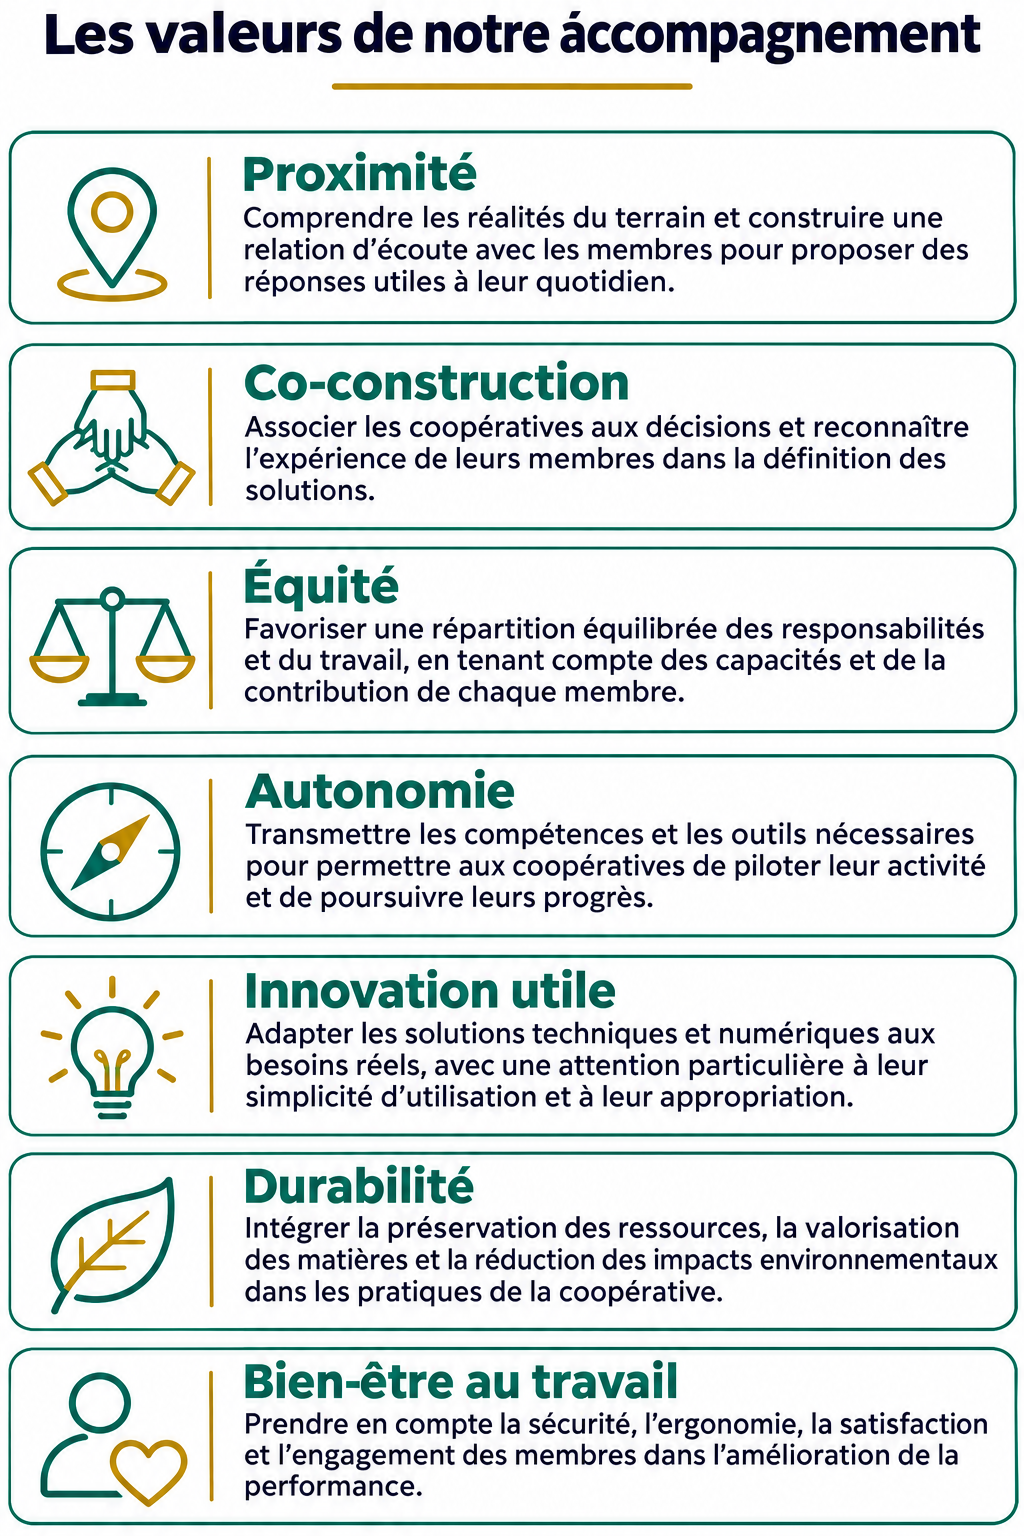 Les valeurs de notre áccompagnement
Proximité
Comprendre les réalités du terrain et construire une
relation d’écoute avec les membres pour proposer des
réponses utiles à leur quotidien.
Co-construction
Associer les coopératives aux décisions et reconnaître
l’expérience de leurs membres dans la définition des
solutions.
Équité
Favoriser une répartition équilibrée des responsabilités
et du travail, en tenant compte des capacités et de la
contribution de chaque membre.
Autonomie
Transmettre les compétences et les outils nécessaires
pour permettre aux coopératives de piloter leur activité
et de poursuivre leurs progrès.
Innovation utile
Adapter les solutions techniques et numériques aux
besoins réels, avec une attention particulière à leur
simplicité d’utilisation et à leur appropriation.
Durabilité
Intégrer la préservation des ressources, la valorisation
des matières et la réduction des impacts environnementaux
dans les pratiques de la coopérative.
Bien-être au travail
Prendre en compte la sécurité, l’ergonomie, la satisfaction
et l’engagement des membres dans l’amélioration de la
performance.